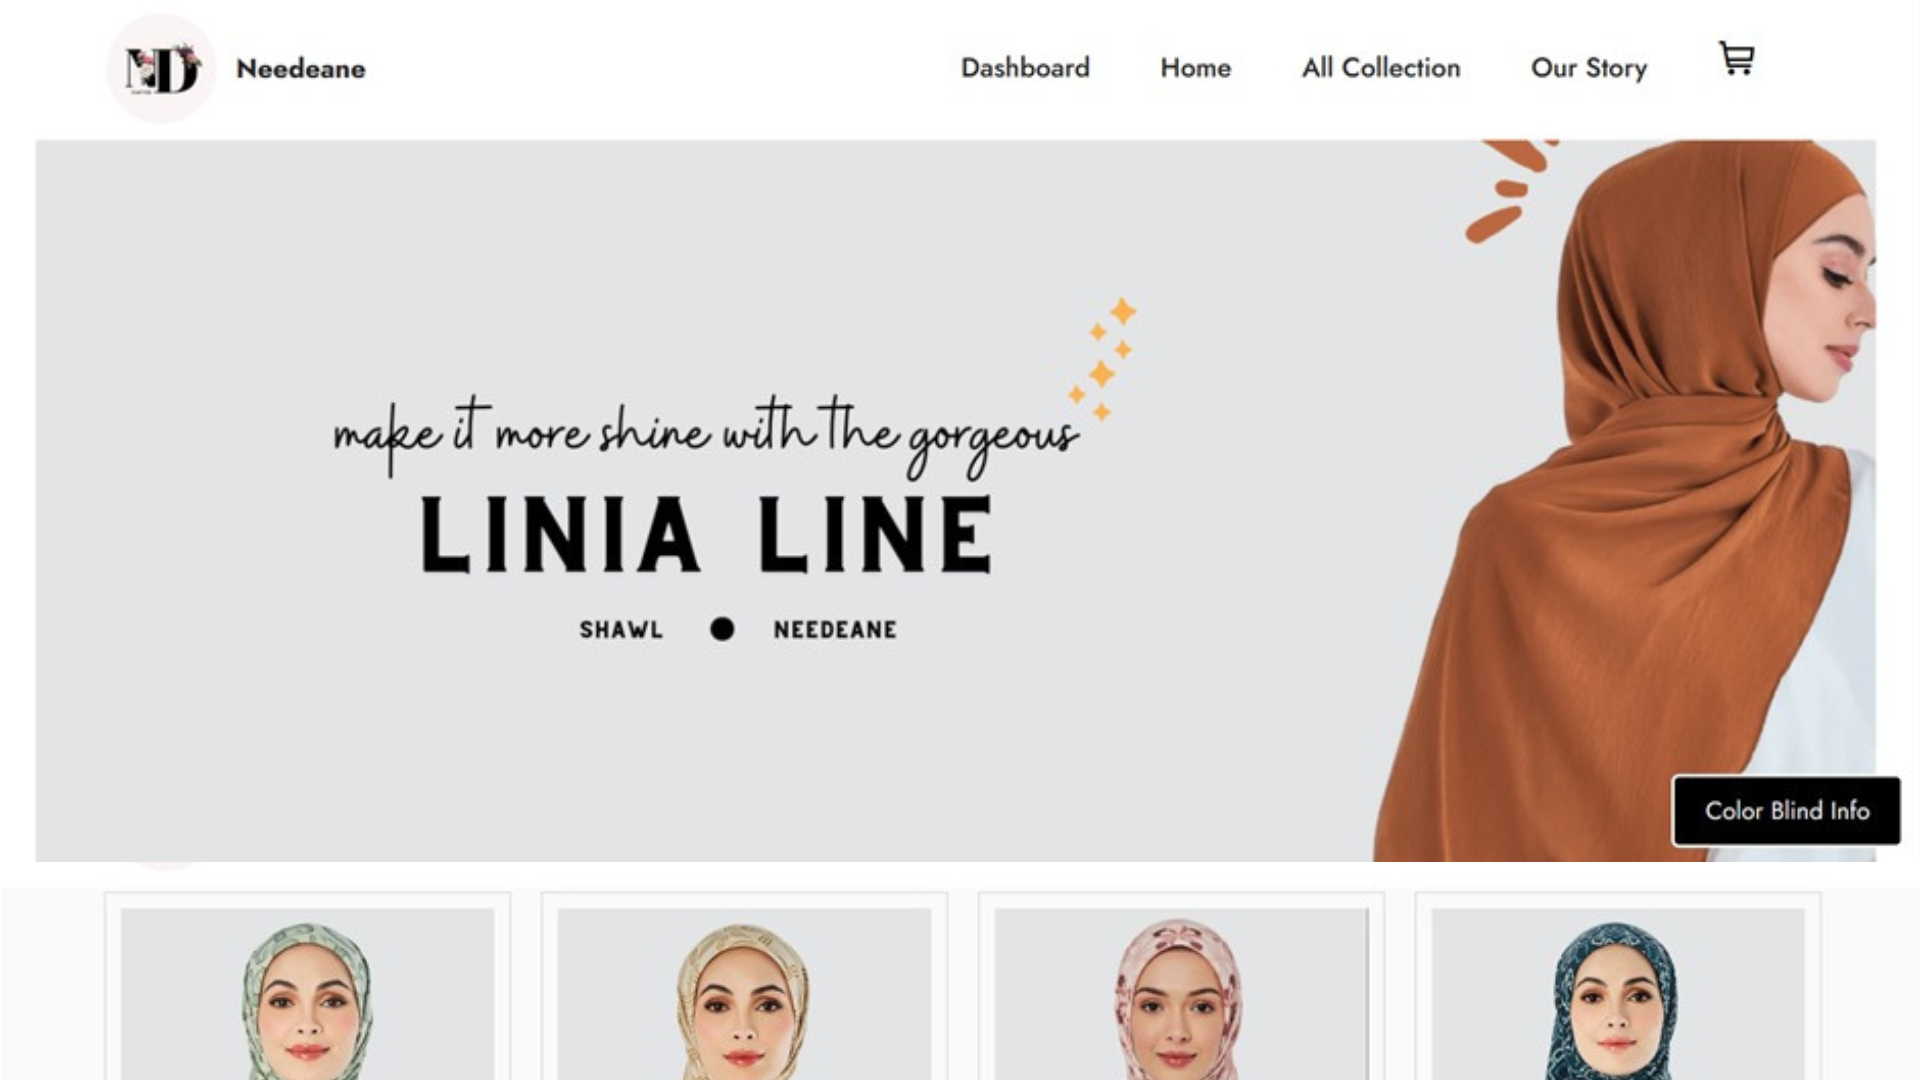 ND
Needeane
Dashboard
Home
All Collection
Our Story
make it more shine with the gorgeous
LINIA LINE
SHAWL ● NEEDEANE
Color Blind Info